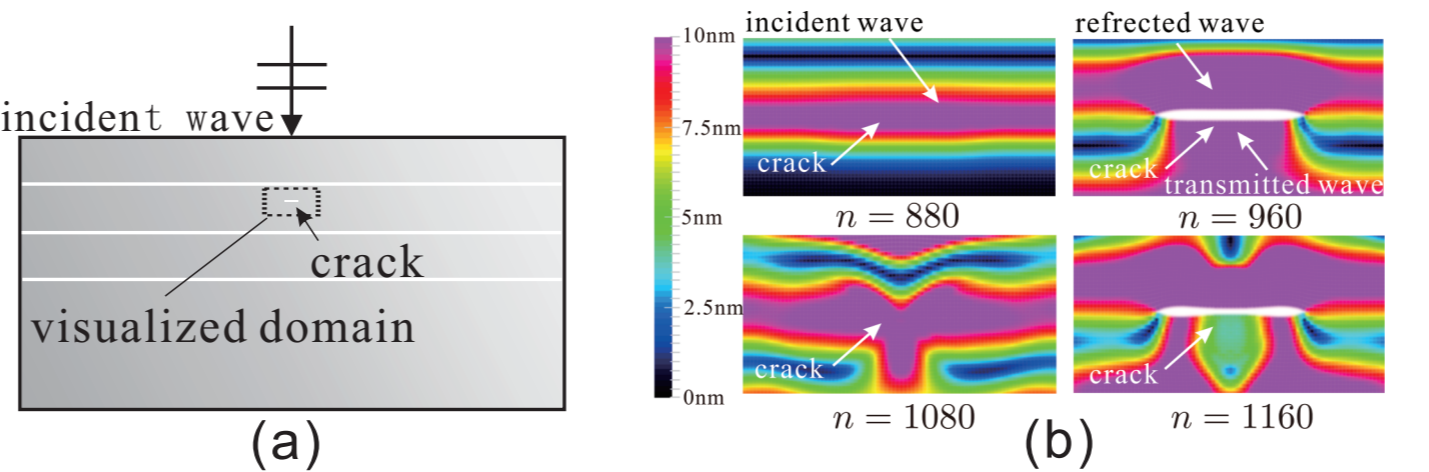 incident wave
crack
visualized domain
(a)
10nm
7.5nm
5nm
2.5nm
0nm
incident wave
crack
n = 880
refrected wave
crack
transmitted wave
n = 960
crack
n = 1080
crack
n = 1160
(b)